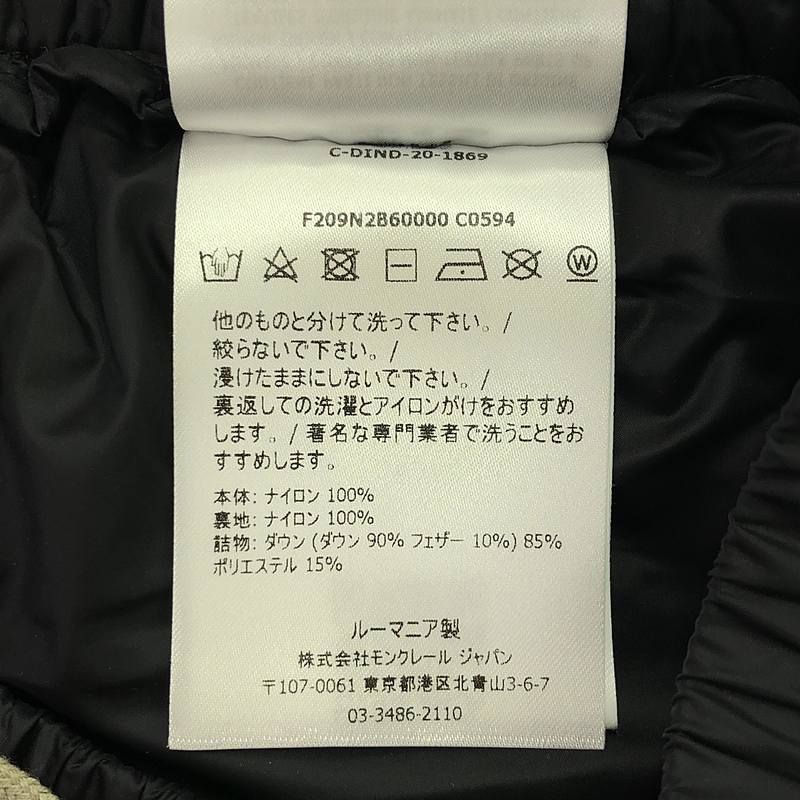 C-DIND-20-1869
F209N2B60000 C0594
W
他のものと分けて洗って下さい。/
絞らないで下さい。/
浸けたままにしないで下さい。/
裏返しての洗濯とアイロンがけをおすすめ
します。/ 著名な専門業者で洗うことをお
すすめします。
本体: ナイロン 100%
裏地: ナイロン 100%
詰物: ダウン (ダウン 90% フェザー 10%) 85%
ポリエステル 15%
ルーマニア製
株式会社モンクレール ジャパン
〒107-0061 東京都港区北青山3-6-7
03-3486-2110